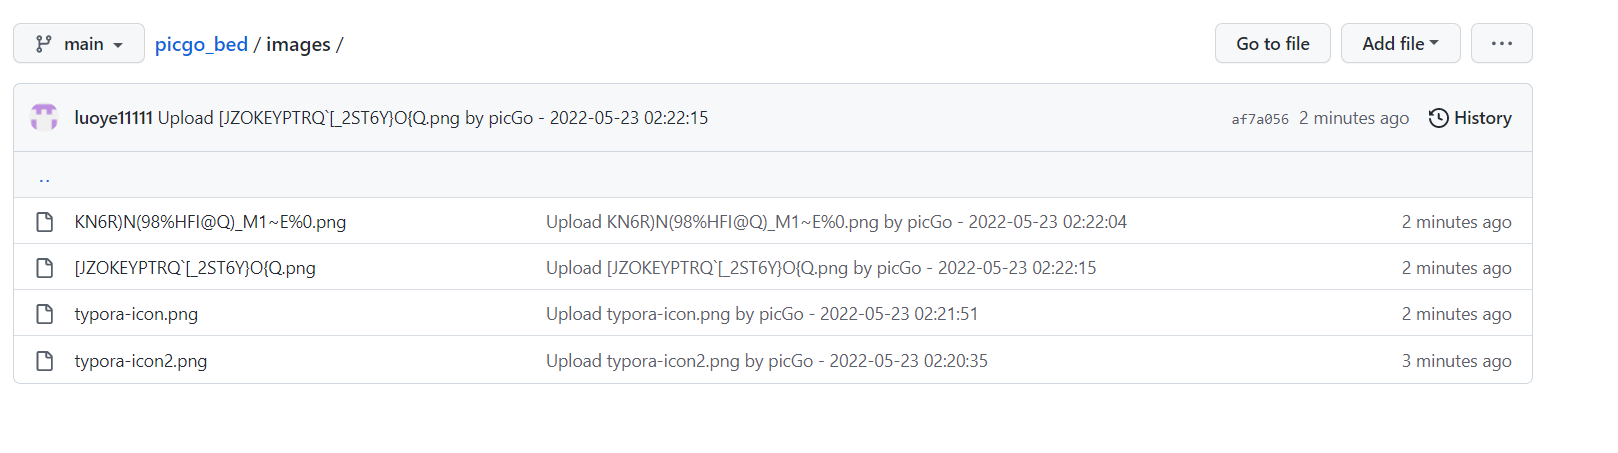 main picgo_bed / images / Go to file Add file ...
luoye11111 Upload [JZOKEYPTRQ`[_2ST6Y}O{Q.png by picGo - 2022-05-23 02:22:15 af7a056 2 minutes ago History
..
KN6R)N(98%HFI@Q)_M1~E%0.png Upload KN6R)N(98%HFI@Q)_M1~E%0.png by picGo - 2022-05-23 02:22:04 2 minutes ago
[JZOKEYPTRQ`[_2ST6Y}O{Q.png Upload [JZOKEYPTRQ`[_2ST6Y}O{Q.png by picGo - 2022-05-23 02:22:15 2 minutes ago
typora-icon.png Upload typora-icon.png by picGo - 2022-05-23 02:21:51 2 minutes ago
typora-icon2.png Upload typora-icon2.png by picGo - 2022-05-23 02:20:35 3 minutes ago